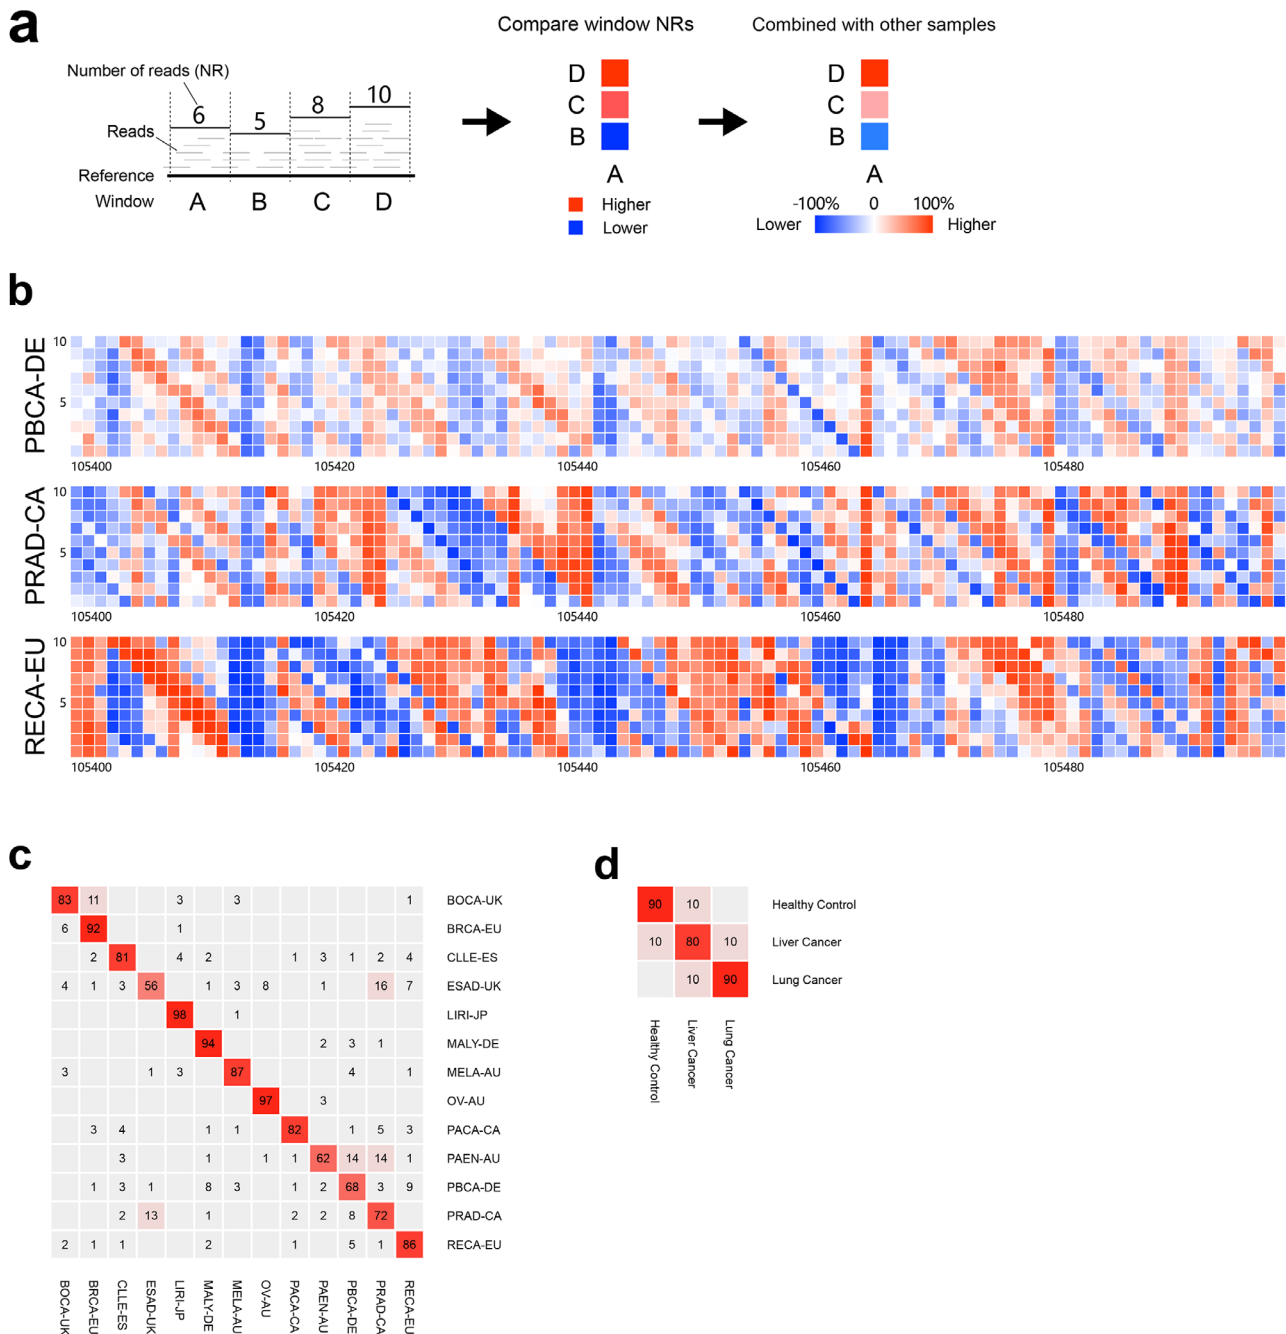 a
Compare window NRs
Combined with other samples
Number of reads (NR)
6 5 8 10
Reads
Reference
Window A B C D
D
C
B
A
Higher
Lower
D
C
B
A
-100% 0 100%
Lower Higher
b
PBCA-DE
10
5
105400 105420 105440 105460 105480
PRAD-CA
10
5
105400 105420 105440 105460 105480
RECA-EU
10
5
105400 105420 105440 105460 105480
c
83 11 3 3 1 BOCA-UK
6 92 1 BRCA-EU
2 81 4 2 1 3 1 2 4 CLLE-ES
4 1 3 56 1 3 8 1 16 7 ESAD-UK
98 1 LIRI-JP
94 2 3 1 MALY-DE
3 1 3 87 4 1 MELA-AU
97 3 OV-AU
3 4 1 1 82 1 5 3 PACA-CA
3 1 1 1 62 14 14 1 PAEN-AU
1 3 1 8 3 1 2 68 3 9 PBCA-DE
2 13 1 2 2 8 72 PRAD-CA
2 1 1 2 1 5 1 86 RECA-EU
BOCA-UK
BRCA-EU
CLLE-ES
ESAD-UK
LIRI-JP
MALY-DE
MELA-AU
OV-AU
PACA-CA
PAEN-AU
PBCA-DE
PRAD-CA
RECA-EU
d
90 10 Healthy Control
10 80 10 Liver Cancer
10 90 Lung Cancer
Healthy Control
Liver Cancer
Lung Cancer